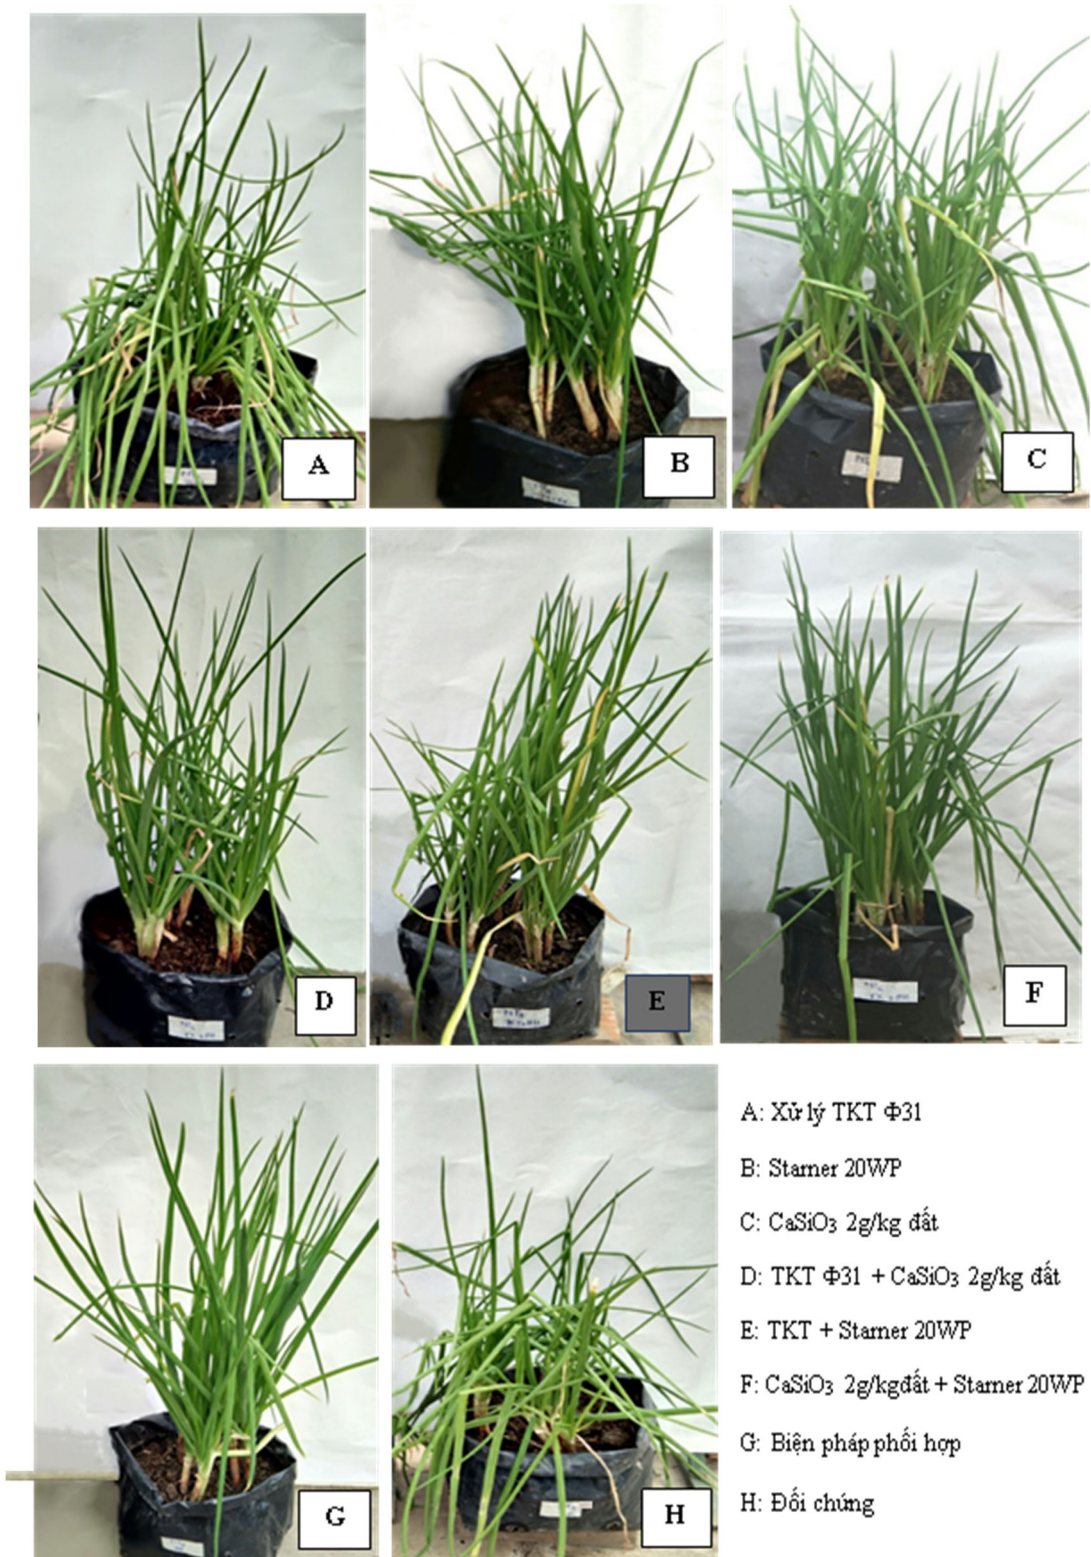 A
B
C
D
E
F
G
H
A: Xử lý TKT Φ31
B: Starner 20WP
C: CaSiO₃ 2g/kg đất
D: TKT Φ31 + CaSiO₃ 2g/kg đất
E: TKT + Starner 20WP
F: CaSiO₃ 2g/kgđất + Starner 20WP
G: Biện pháp phối hợp
H: Đối chứng